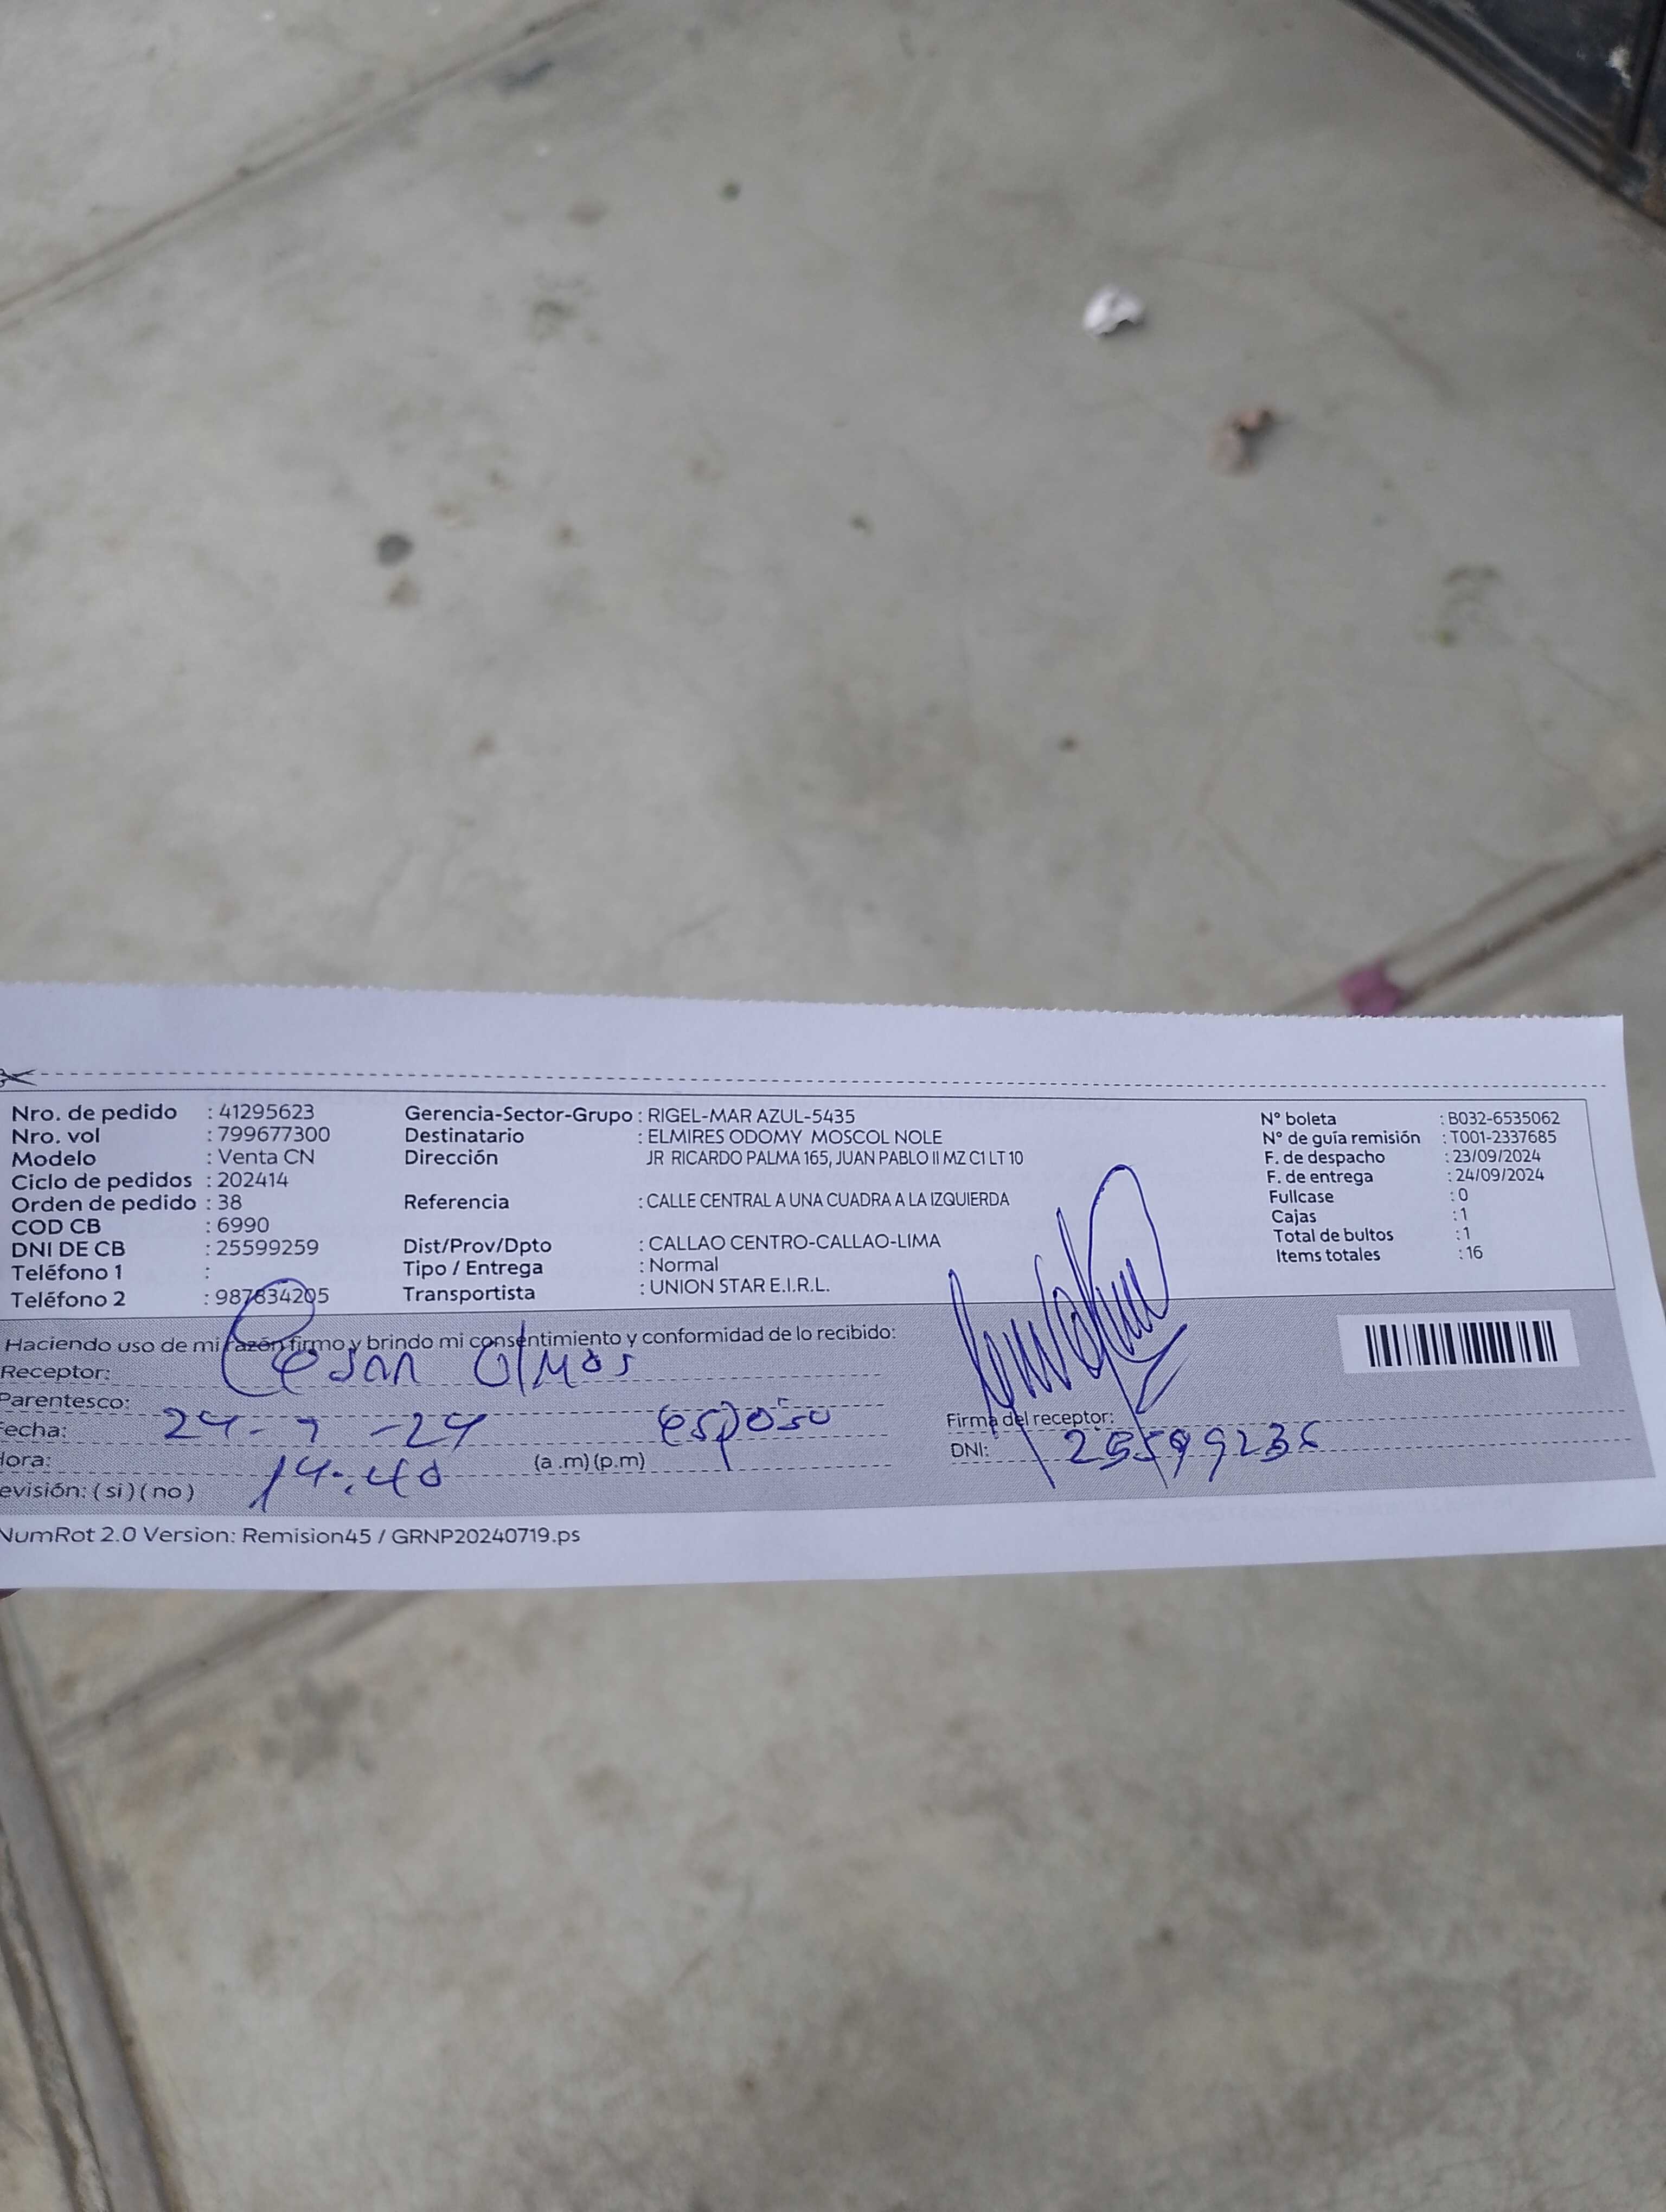 Nro. de pedido : 41295623
Nro. vol : 799677300
Modelo : Venta CN
Ciclo de pedidos : 202414
Orden de pedido : 38
COD CB : 6990
DNI DE CB : 25599259
Teléfono 1 :
Teléfono 2 : 987834205
Gerencia-Sector-Grupo : RIGEL-MAR AZUL-5435
Destinatario : ELMIRES ODOMY MOSCOL NOLE
Dirección JR RICARDO PALMA 165, JUAN PABLO II MZ C1 LT 10
Referencia : CALLE CENTRAL A UNA CUADRA A LA IZQUIERDA
Dist/Prov/Dpto : CALLAO CENTRO-CALLAO-LIMA
Tipo / Entrega : Normal
Transportista : UNION STAR E.I.R.L.
N° boleta : B032-6535062
N° de guía remisión : T001-2337685
F. de despacho : 23/09/2024
F. de entrega : 24/09/2024
Fullcase : 0
Cajas : 1
Total de bultos : 1
Items totales : 16
Haciendo uso de mi razón firmo y brindo mi consentimiento y conformidad de lo recibido:
Receptor: Cesar Olmos
Parentesco: esposo
echa: 24- -24
ora: 14:40 (a .m) (p.m)
evisión: ( si ) ( no )
Firma del receptor:
DNI: 25599236
NumRot 2.0 Version: Remision45 / GRNP20240719.ps